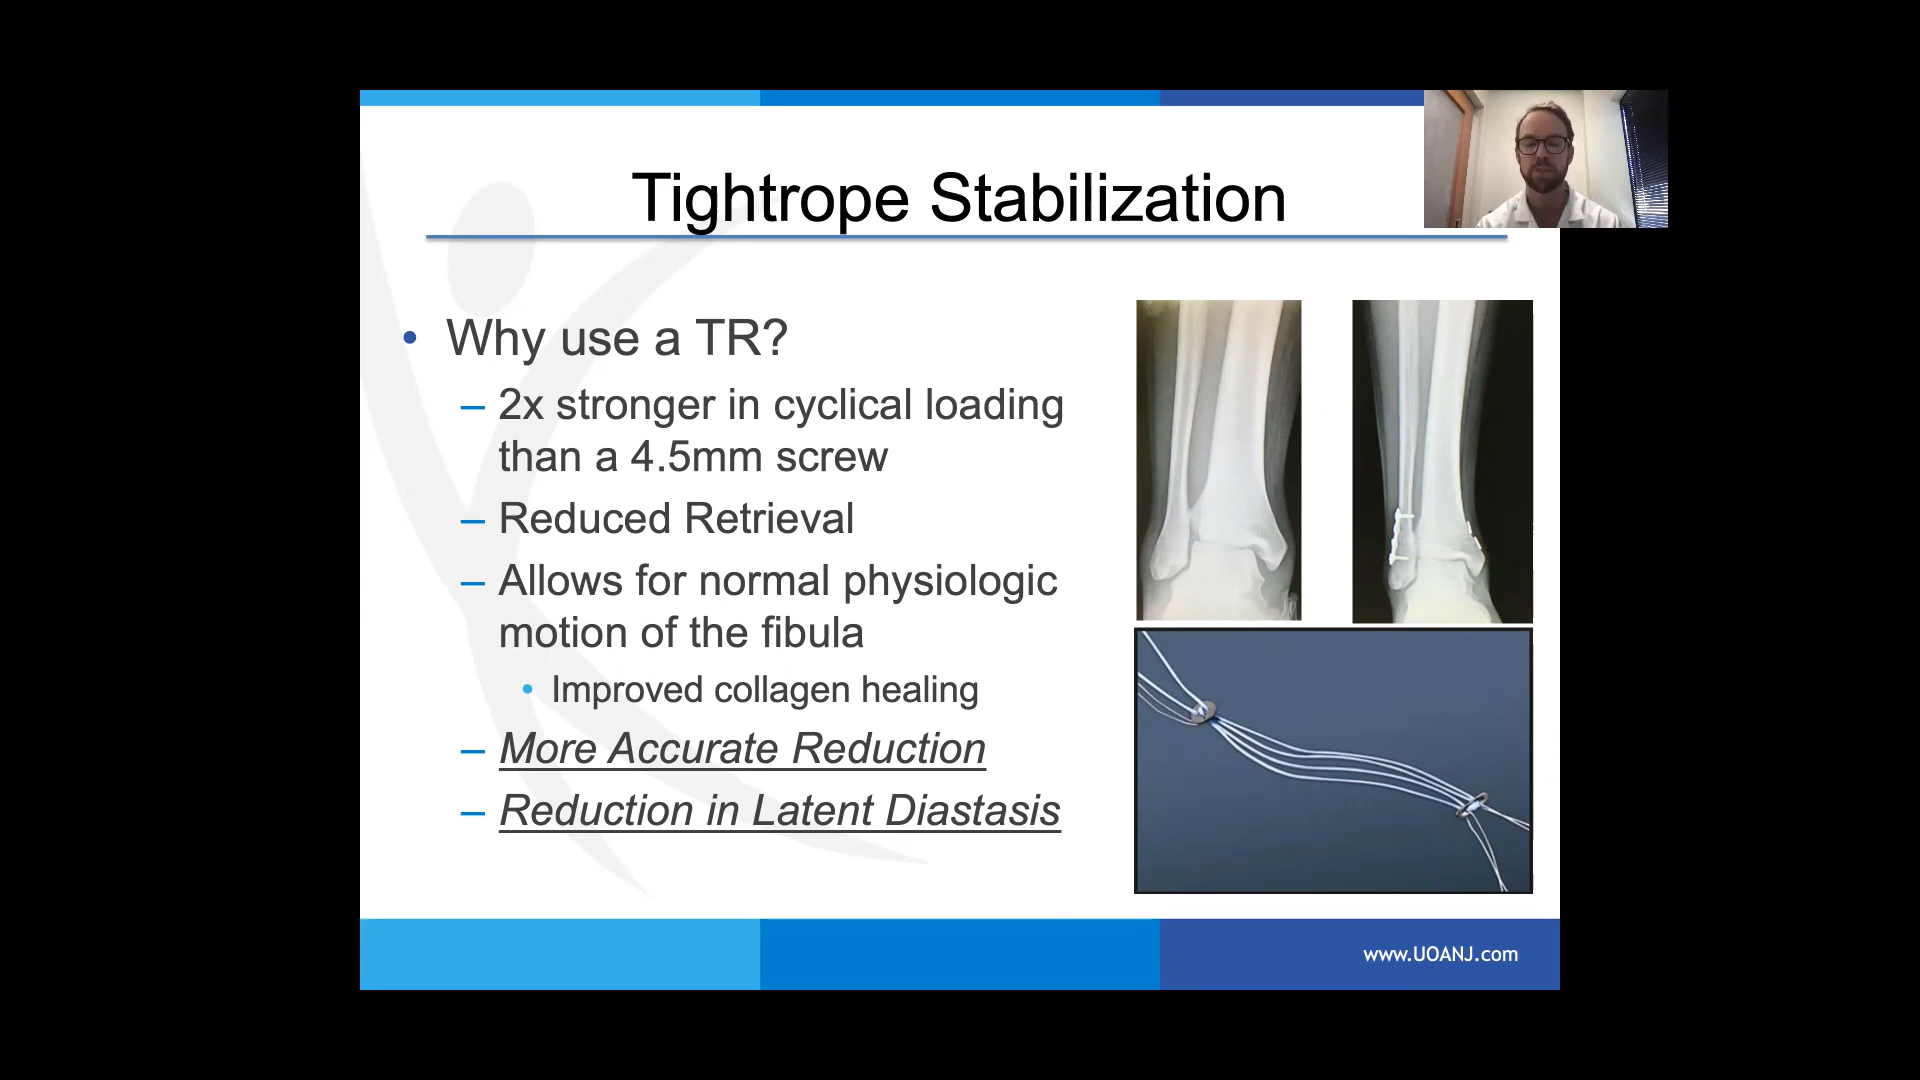 Tightrope Stabilization
• Why use a TR?
– 2x stronger in cyclical loading
than a 4.5mm screw
– Reduced Retrieval
– Allows for normal physiologic
motion of the fibula
• Improved collagen healing
– More Accurate Reduction
– Reduction in Latent Diastasis
www.UOANJ.com